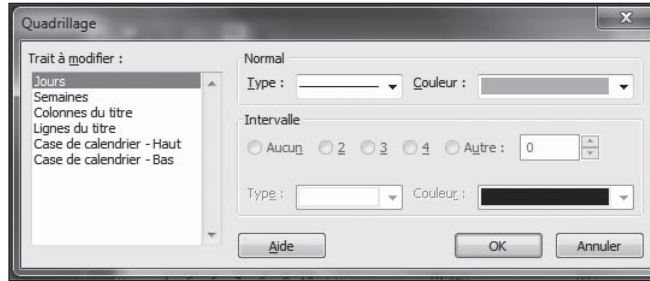 Quadrillage
Trait à modifier :
Jours
Semaines
Colonnes du titre
Lignes du titre
Case de calendrier - Haut
Case de calendrier - Bas
Normal
Type :
Couleur :
Intervalle
Aucun 2 3 4 Autre : 0
Type :
Couleur :
Aide
OK
Annuler